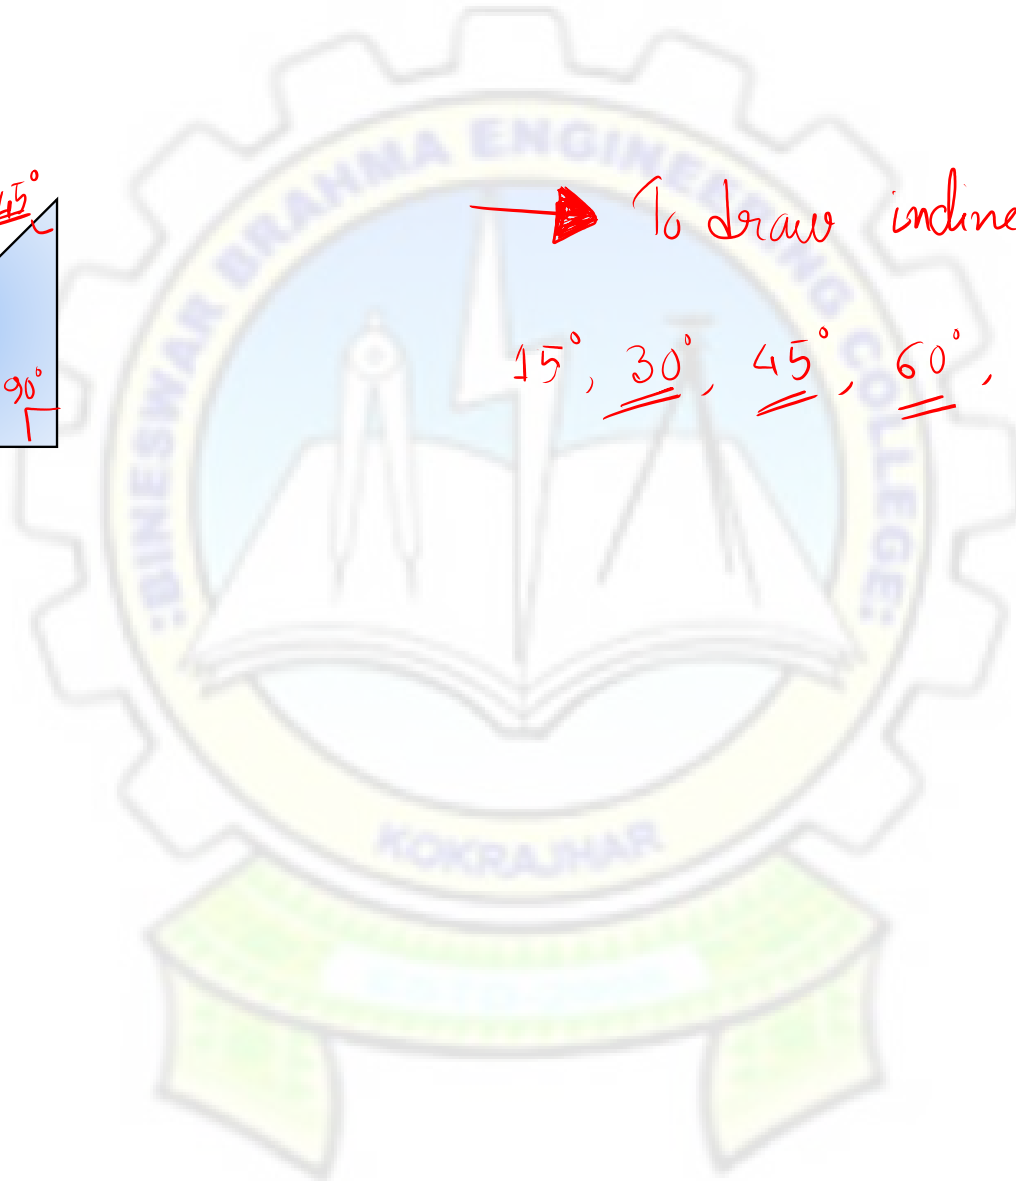 45°
→ To draw incline
15°, 30°, 45°, 60°,
90°
:BINESWAR BRAHMA ENGINEERING COLLEGE:
KOKRAJHAR